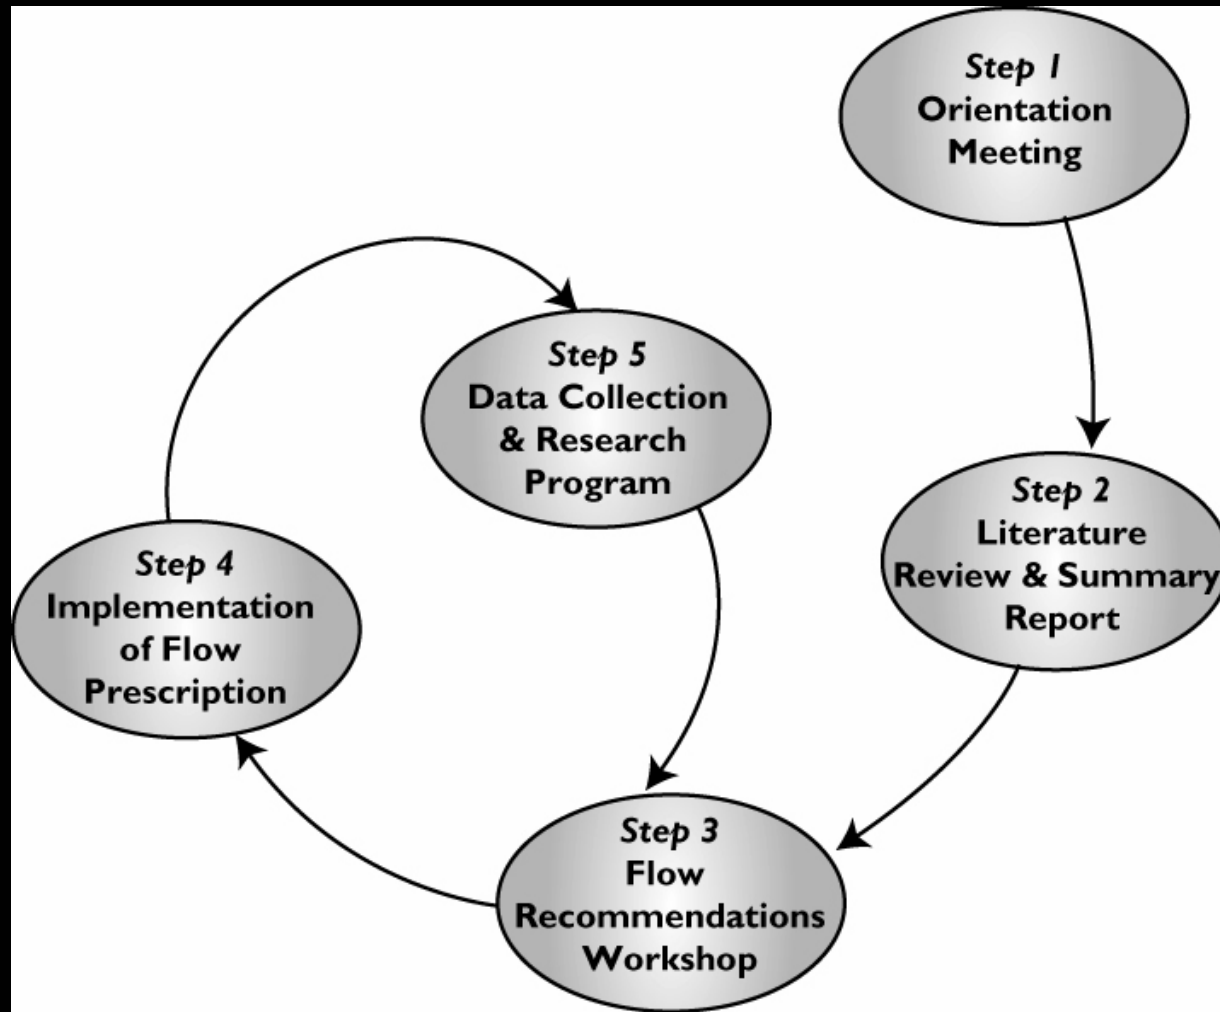 Step 1
Orientation
Meeting
Step 2
Literature
Review & Summary
Report
Step 3
Flow
Recommendations
Workshop
Step 4
Implementation
of Flow
Prescription
Step 5
Data Collection
& Research
Program